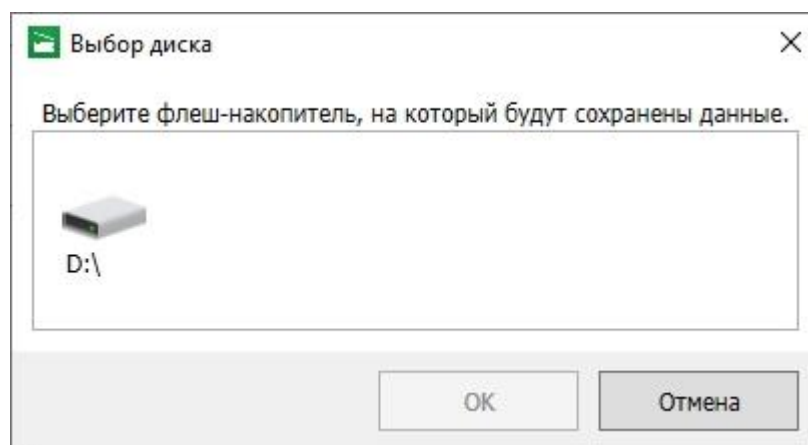 Выбор диска
Выберите флеш-накопитель, на который будут сохранены данные.
D:\
OK
Отмена